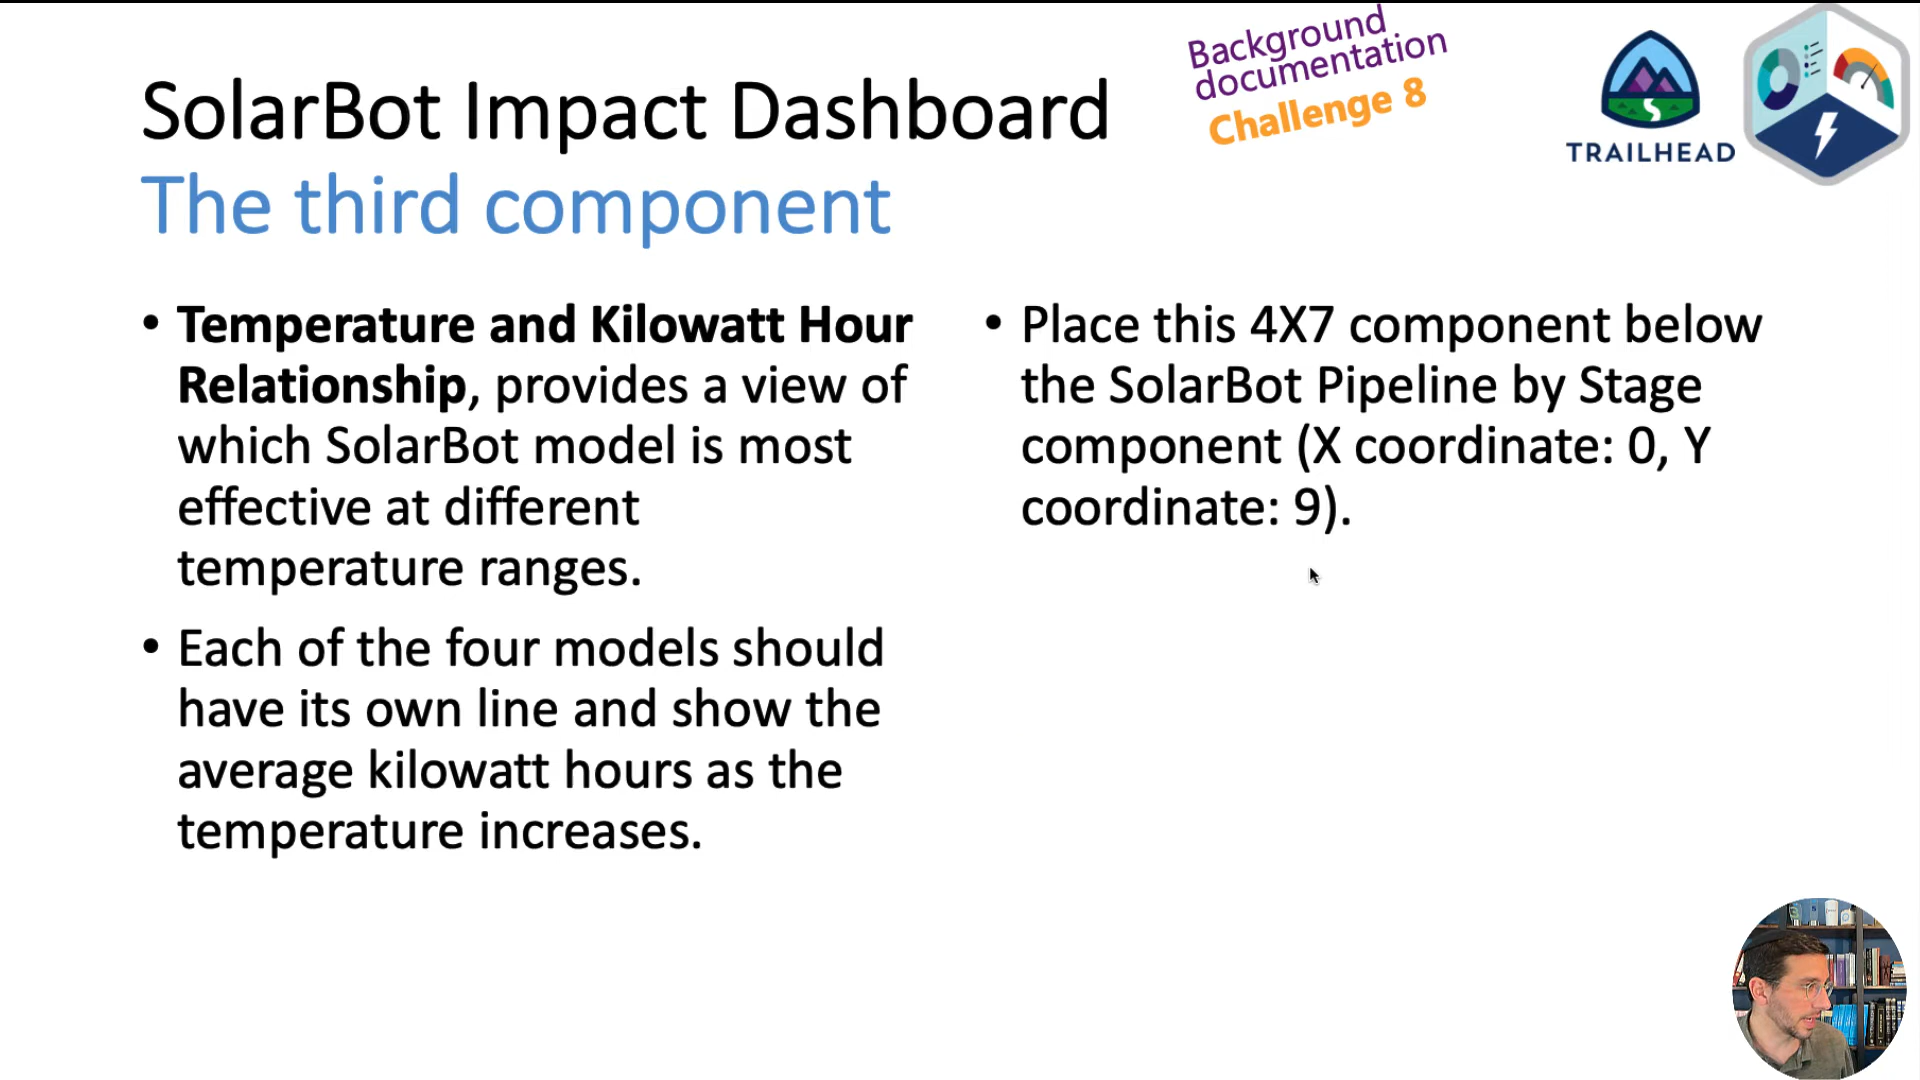 SolarBot Impact Dashboard
The third component
Background
documentation
Challenge 8
TRAILHEAD
• Temperature and Kilowatt Hour
Relationship, provides a view of
which SolarBot model is most
effective at different
temperature ranges.
• Each of the four models should
have its own line and show the
average kilowatt hours as the
temperature increases.
• Place this 4X7 component below
the SolarBot Pipeline by Stage
component (X coordinate: 0, Y
coordinate: 9).